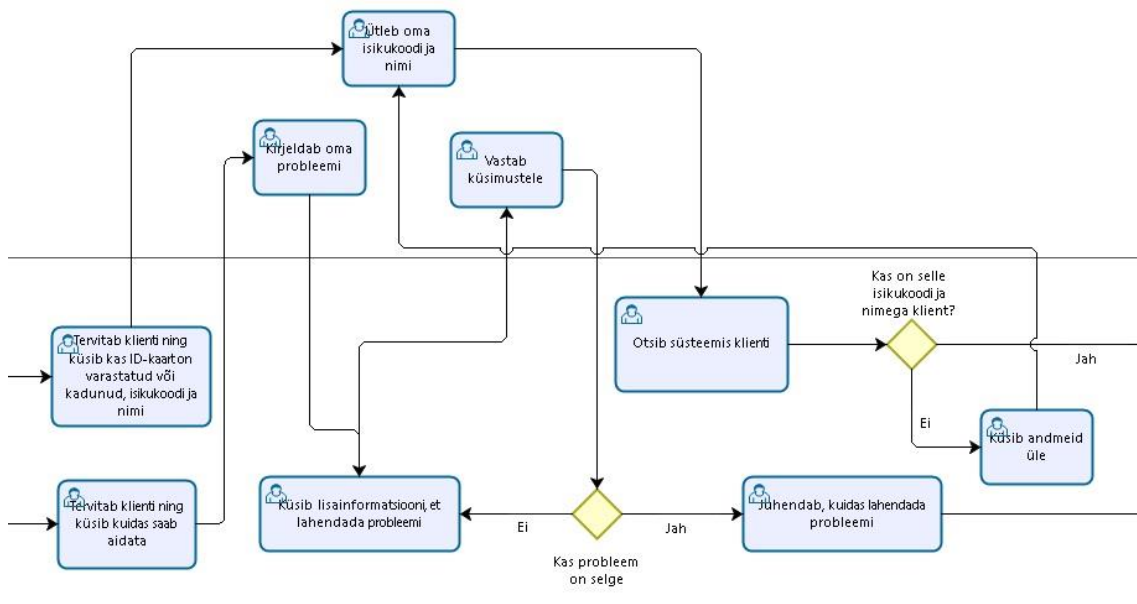 Ütleb oma
isikukoodi ja
nimi
Kirjeldab oma
probleemi
Vastab
küsimustele
Kas on selle
isikukoodi ja
nimega klient?
Tervitab klienti ning
küsib kas ID-kaart on
varastatud või
kadunud, isikukoodi ja
nimi
Otsib süsteemis klienti
Jah
Ei
Küsib andmeid
üle
Tervitab klienti ning
küsib kuidas saab
aidata
Küsib lisainformatsiooni, et
lahendada probleemi
Ei
Jah
Kas probleem
on selge
Juhendab, kuidas lahendada
probleemi